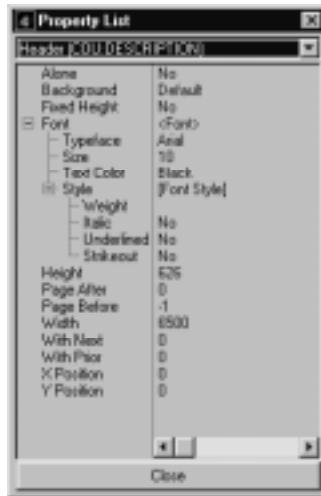 Property List
Header (COU:DESCRIPTION)
Alone No
Background Default
Fixed Height No
Font <Font>
Typeface Arial
Size 10
Text Color Black
Style [Font Style]
Weight
Italic No
Underlined No
Strikeout No
Height 626
Page After 0
Page Before -1
Width 6500
With Next 0
With Prior 0
X Position 0
Y Position 0
Close